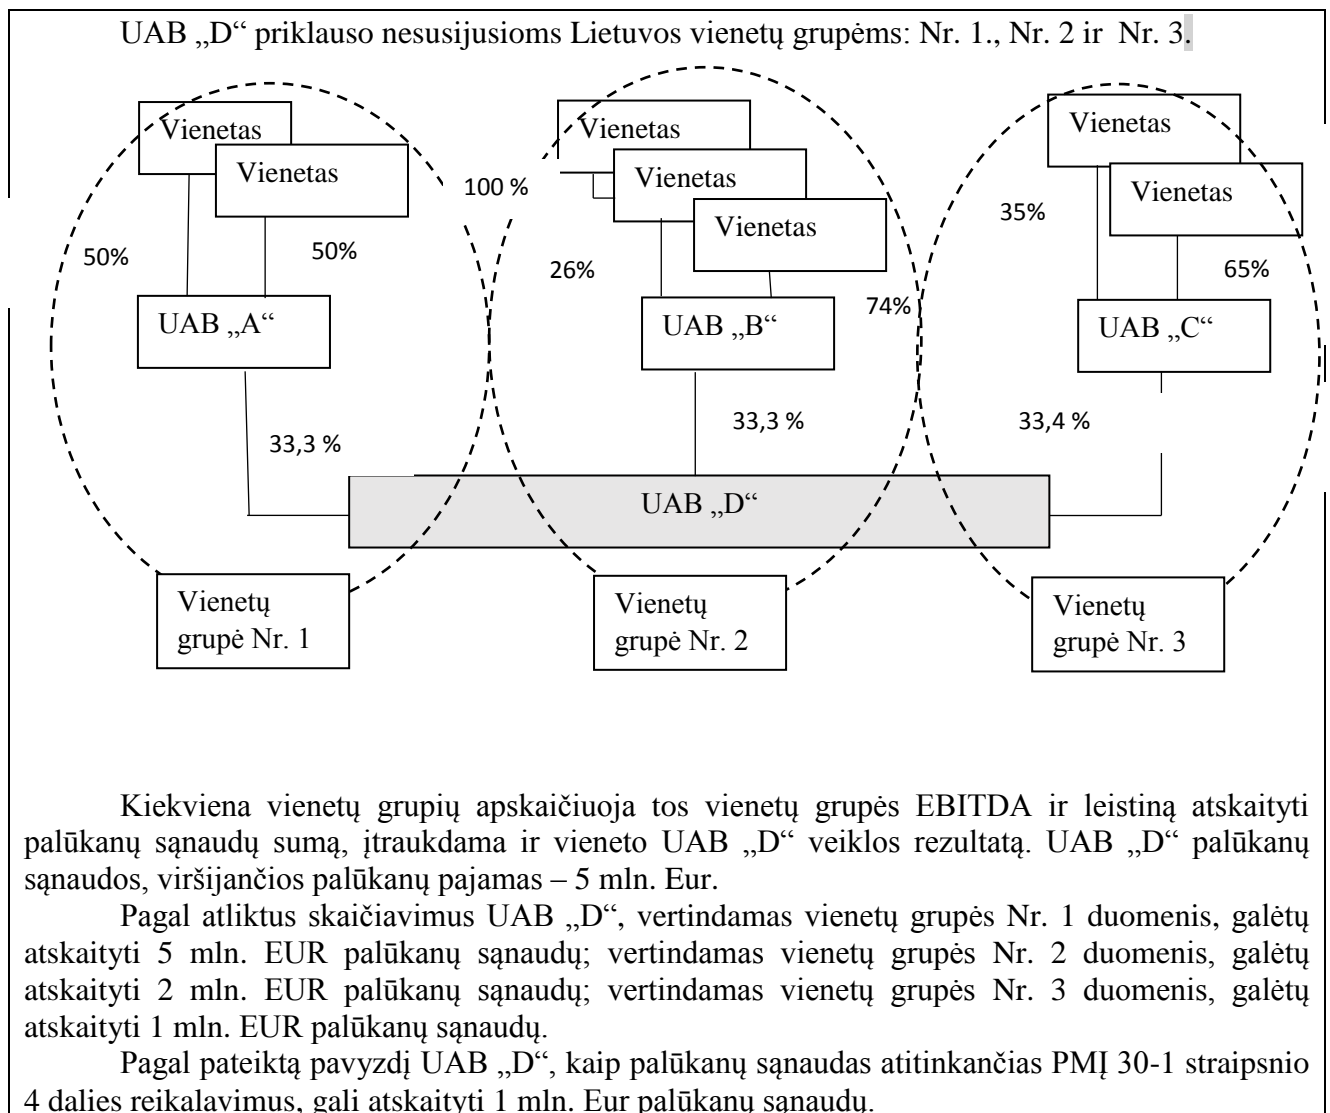 UAB „D“ priklauso nesusijusioms Lietuvos vienetų grupėms: Nr. 1., Nr. 2 ir  Nr. 3.
Vienetas
Vienetas
50%
50%
UAB „A“
33,3 %
100 %
Vienetas
Vienetas
Vienetas
26%
74%
UAB „B“
33,3 %
Vienetas
Vienetas
35%
65%
UAB „C“
33,4 %
UAB „D“
Vienetų
grupė Nr. 1
Vienetų
grupė Nr. 2
Vienetų
grupė Nr. 3
Kiekviena vienetų grupių apskaičiuoja tos vienetų grupės EBITDA ir leistiną atskaityti
palūkanų sąnaudų sumą, įtraukdama ir vieneto UAB „D“ veiklos rezultatą. UAB „D“ palūkanų
sąnaudos, viršijančios palūkanų pajamas – 5 mln. Eur.
Pagal atliktus skaičiavimus UAB „D“, vertindamas vienetų grupės Nr. 1 duomenis, galėtų
atskaityti 5 mln. EUR palūkanų sąnaudų; vertindamas vienetų grupės Nr. 2 duomenis, galėtų
atskaityti 2 mln. EUR palūkanų sąnaudų; vertindamas vienetų grupės Nr. 3 duomenis, galėtų
atskaityti 1 mln. EUR palūkanų sąnaudų.
Pagal pateiktą pavyzdį UAB „D“, kaip palūkanų sąnaudas atitinkančias PMĮ 30-1 straipsnio
4 dalies reikalavimus, gali atskaityti 1 mln. Eur palūkanų sąnaudų.